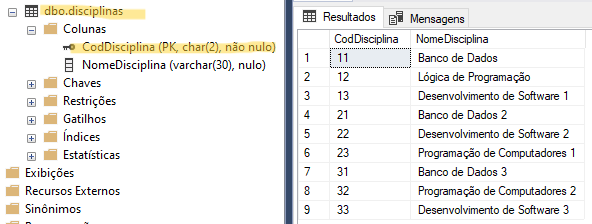 dbo.disciplinas
Colunas
CodDisciplina (PK, char(2), não nulo)
NomeDisciplina (varchar(30), nulo)
Chaves
Restrições
Gatilhos
Índices
Estatísticas
Exibições
Recursos Externos
Sinônimos
Resultados Mensagens
CodDisciplina NomeDisciplina
1 11 Banco de Dados
2 12 Lógica de Programação
3 13 Desenvolvimento de Software 1
4 21 Banco de Dados 2
5 22 Desenvolvimento de Software 2
6 23 Programação de Computadores 1
7 31 Banco de Dados 3
8 32 Programação de Computadores 2
9 33 Desenvolvimento de Software 3